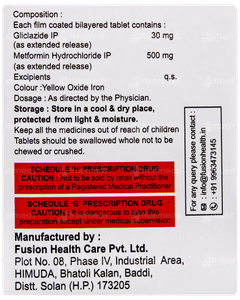 Composition :
Each film coated bilayered tablet contains :
Gliclazide IP 30 mg
(as extended release)
Metformin Hydrochloride IP 500 mg
(as extended release)
Excipients q.s.
Colour :Yellow Oxide Iron
Dosage : As directed by the Physician.
Storage : Store in a cool & dry place,
protected from light & moisture.
Keep all the medicines out of reach of children
Tablets should be swallowed whole not to
be chewed or crushed.
SCHEDULE 'H' PRESCRIPTION DRUG
CAUTION : Not to be sold by retail without the
prescription of a Registered Medical Practitioner
SCHEDULE 'G' PRESCRIPTION DRUG
CAUTION : It is dangerous to take this
preparation except under medical supervision
Manufactured by :
Fusion Health Care Pvt. Ltd.
Plot No. 08, Phase IV, Industrial Area,
HIMUDA, Bhatoli Kalan, Baddi,
Distt. Solan (H.P.) 173205
For any query please contact :
: info@fusionhealth.in
: +91 9963473145